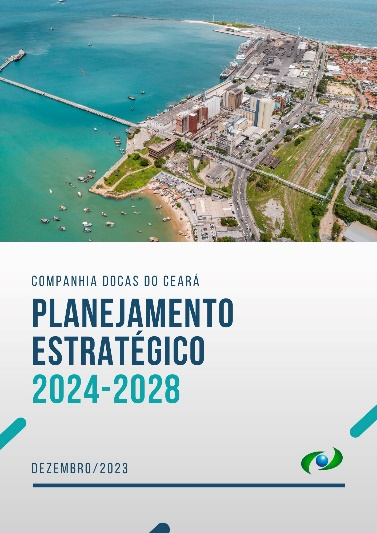 COMPANHIA DOCAS DO CEARÁ
PLANEJAMENTO
ESTRATÉGICO
2024-2028
DEZEMBRO/2023